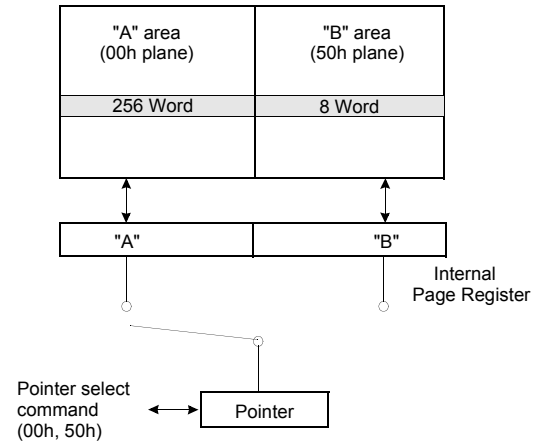 "A" area
(00h plane)
"B" area
(50h plane)
256 Word
8 Word
"A"
"B"
Internal
Page Register
Pointer select
command
(00h, 50h)
Pointer